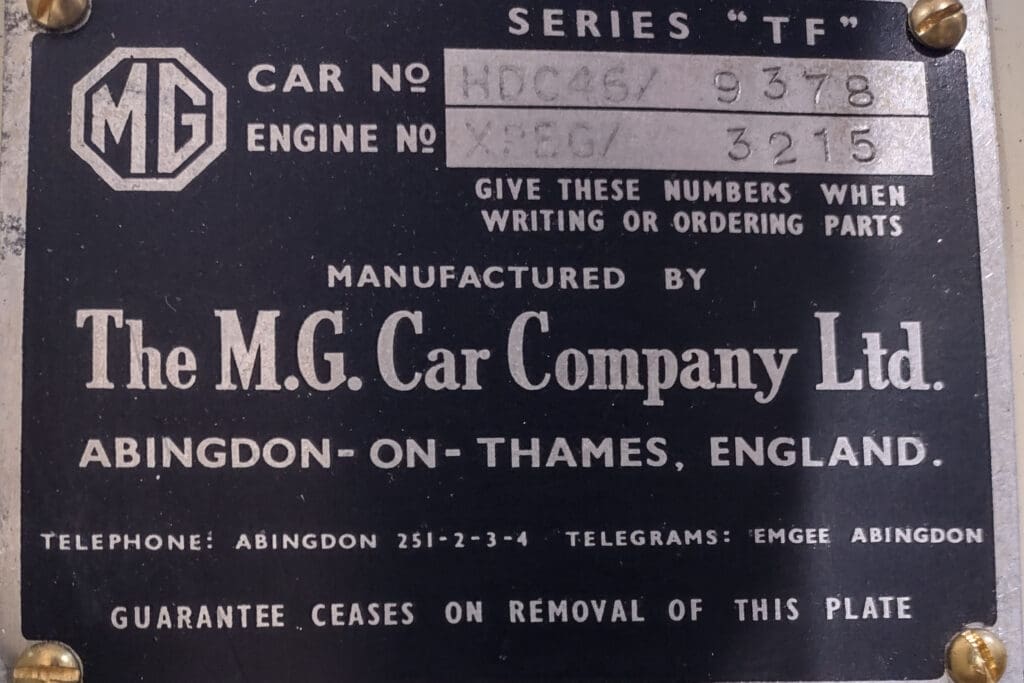 SERIES "TF"
MG
CAR No HDC46/ 9378
ENGINE No XPEG/ 3215
GIVE THESE NUMBERS WHEN
WRITING OR ORDERING PARTS
MANUFACTURED BY
The M.G. Car Company Ltd.
ABINGDON-ON-THAMES, ENGLAND.
TELEPHONE: ABINGDON 251-2-3-4 TELEGRAMS: EMGEE ABINGDON
GUARANTEE CEASES ON REMOVAL OF THIS PLATE